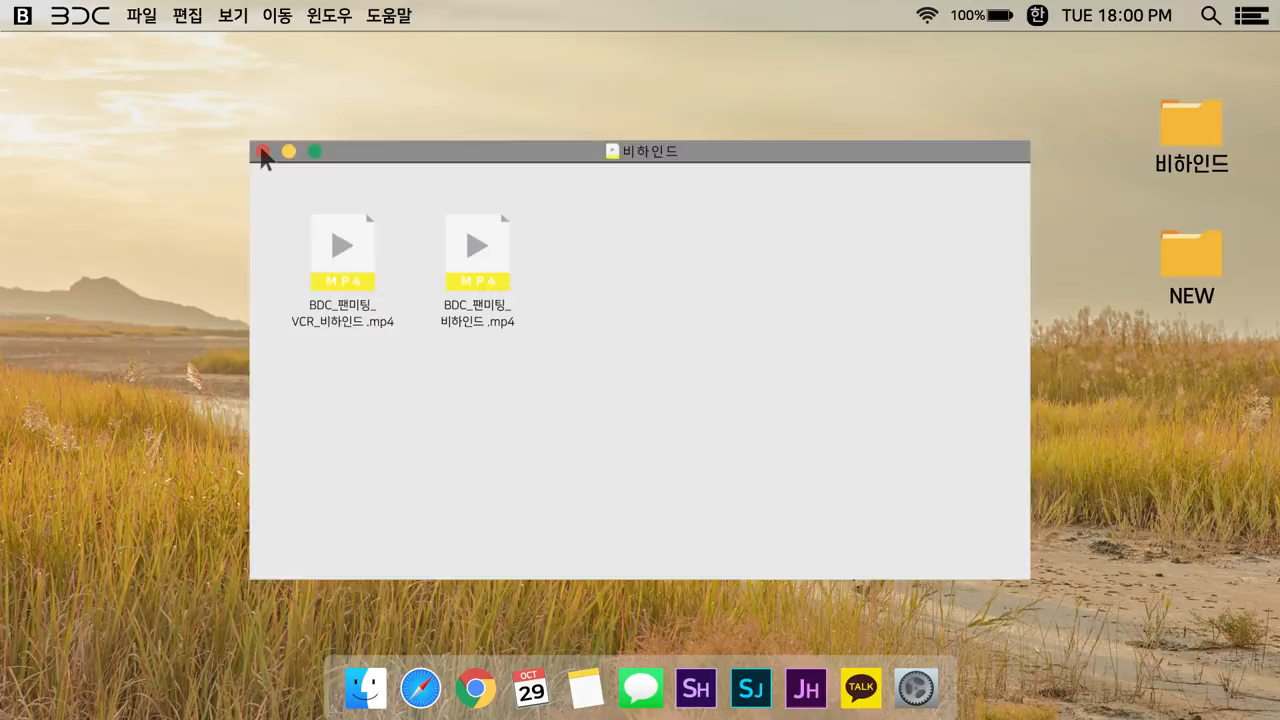 B BDC 파일 편집 보기 이동 윈도우 도움말 100% 한 TUE 18:00 PM
비하인드
비하인드
MP4 MP4
BDC_팬미팅_
VCR_비하인드 .mp4
BDC_팬미팅_
비하인드 .mp4
NEW
OCT
29
SH
SJ
JH
TALK